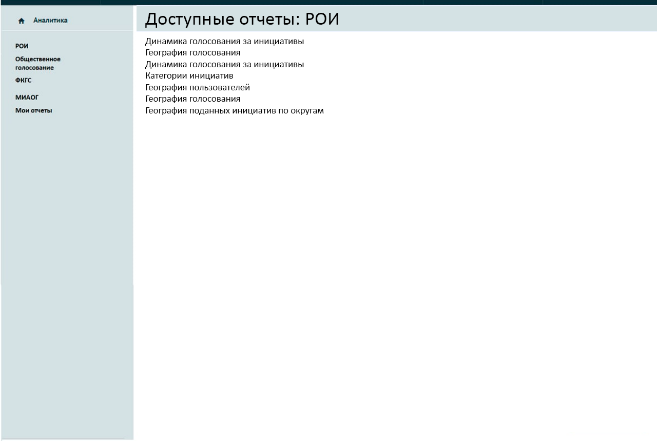 Аналитика
РОИ
Общественное
голосование
ФКГС
МИАОГ
Мои отчеты
Доступные отчеты: РОИ
Динамика голосования за инициативы
География голосования
Динамика голосования за инициативы
Категории инициатив
География пользователей
География голосования
География поданных инициатив по округам